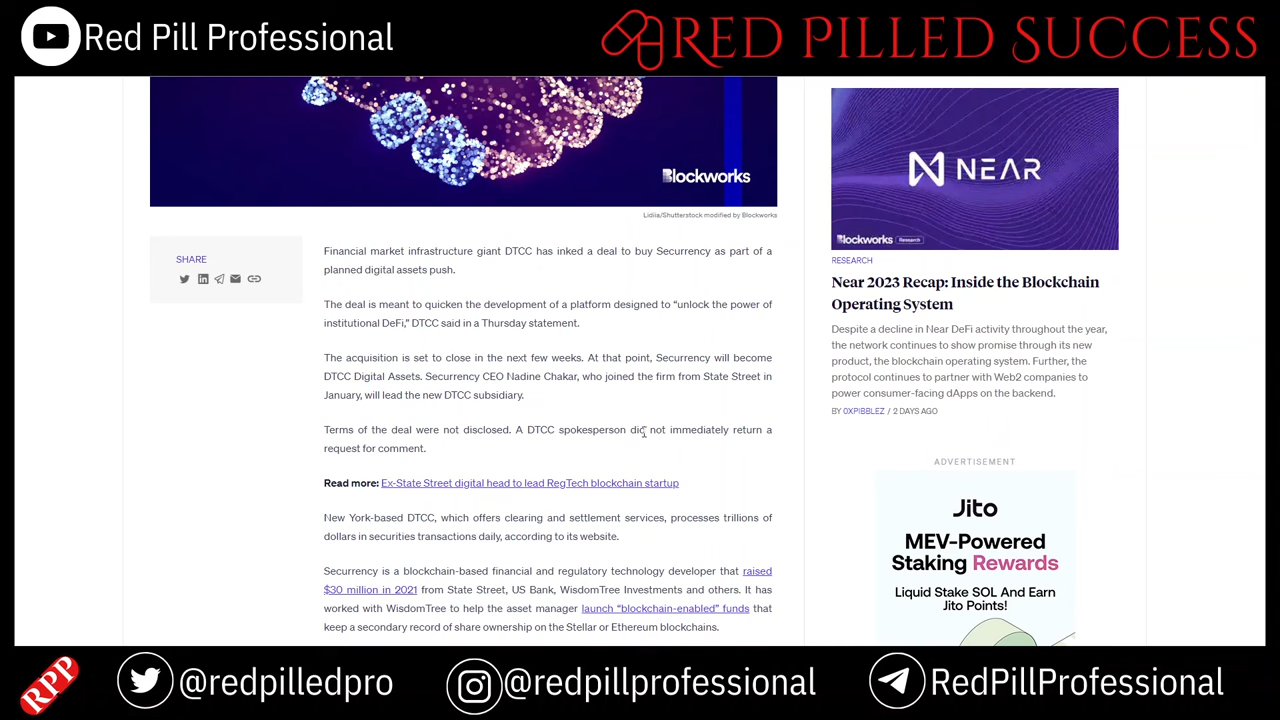 Red Pill Professional
RED PILLED SUCCESS
Blockworks
Lidiia/Shutterstock modified by Blockworks
SHARE
Financial market infrastructure giant DTCC has inked a deal to buy Securrency as part of a
planned digital assets push.
The deal is meant to quicken the development of a platform designed to “unlock the power of
institutional DeFi,” DTCC said in a Thursday statement.
The acquisition is set to close in the next few weeks. At that point, Securrency will become
DTCC Digital Assets. Securrency CEO Nadine Chakar, who joined the firm from State Street in
January, will lead the new DTCC subsidiary.
Terms of the deal were not disclosed. A DTCC spokesperson did not immediately return a
request for comment.
Read more: Ex-State Street digital head to lead RegTech blockchain startup
New York-based DTCC, which offers clearing and settlement services, processes trillions of
dollars in securities transactions daily, according to its website.
Securrency is a blockchain-based financial and regulatory technology developer that raised
$30 million in 2021 from State Street, US Bank, WisdomTree Investments and others. It has
worked with WisdomTree to help the asset manager launch “blockchain-enabled” funds that
keep a secondary record of share ownership on the Stellar or Ethereum blockchains.
NEAR
Blockworks Research
RESEARCH
Near 2023 Recap: Inside the Blockchain
Operating System
Despite a decline in Near DeFi activity throughout the year,
the network continues to show promise through its new
product, the blockchain operating system. Further, the
protocol continues to partner with Web2 companies to
power consumer-facing dApps on the backend.
BY 0XPIBBLEZ / 2 DAYS AGO
ADVERTISEMENT
Jito
MEV-Powered
Staking Rewards
Liquid Stake SOL And Earn
Jito Points!
RPP
@redpilledpro
@redpillprofessional
RedPillProfessional